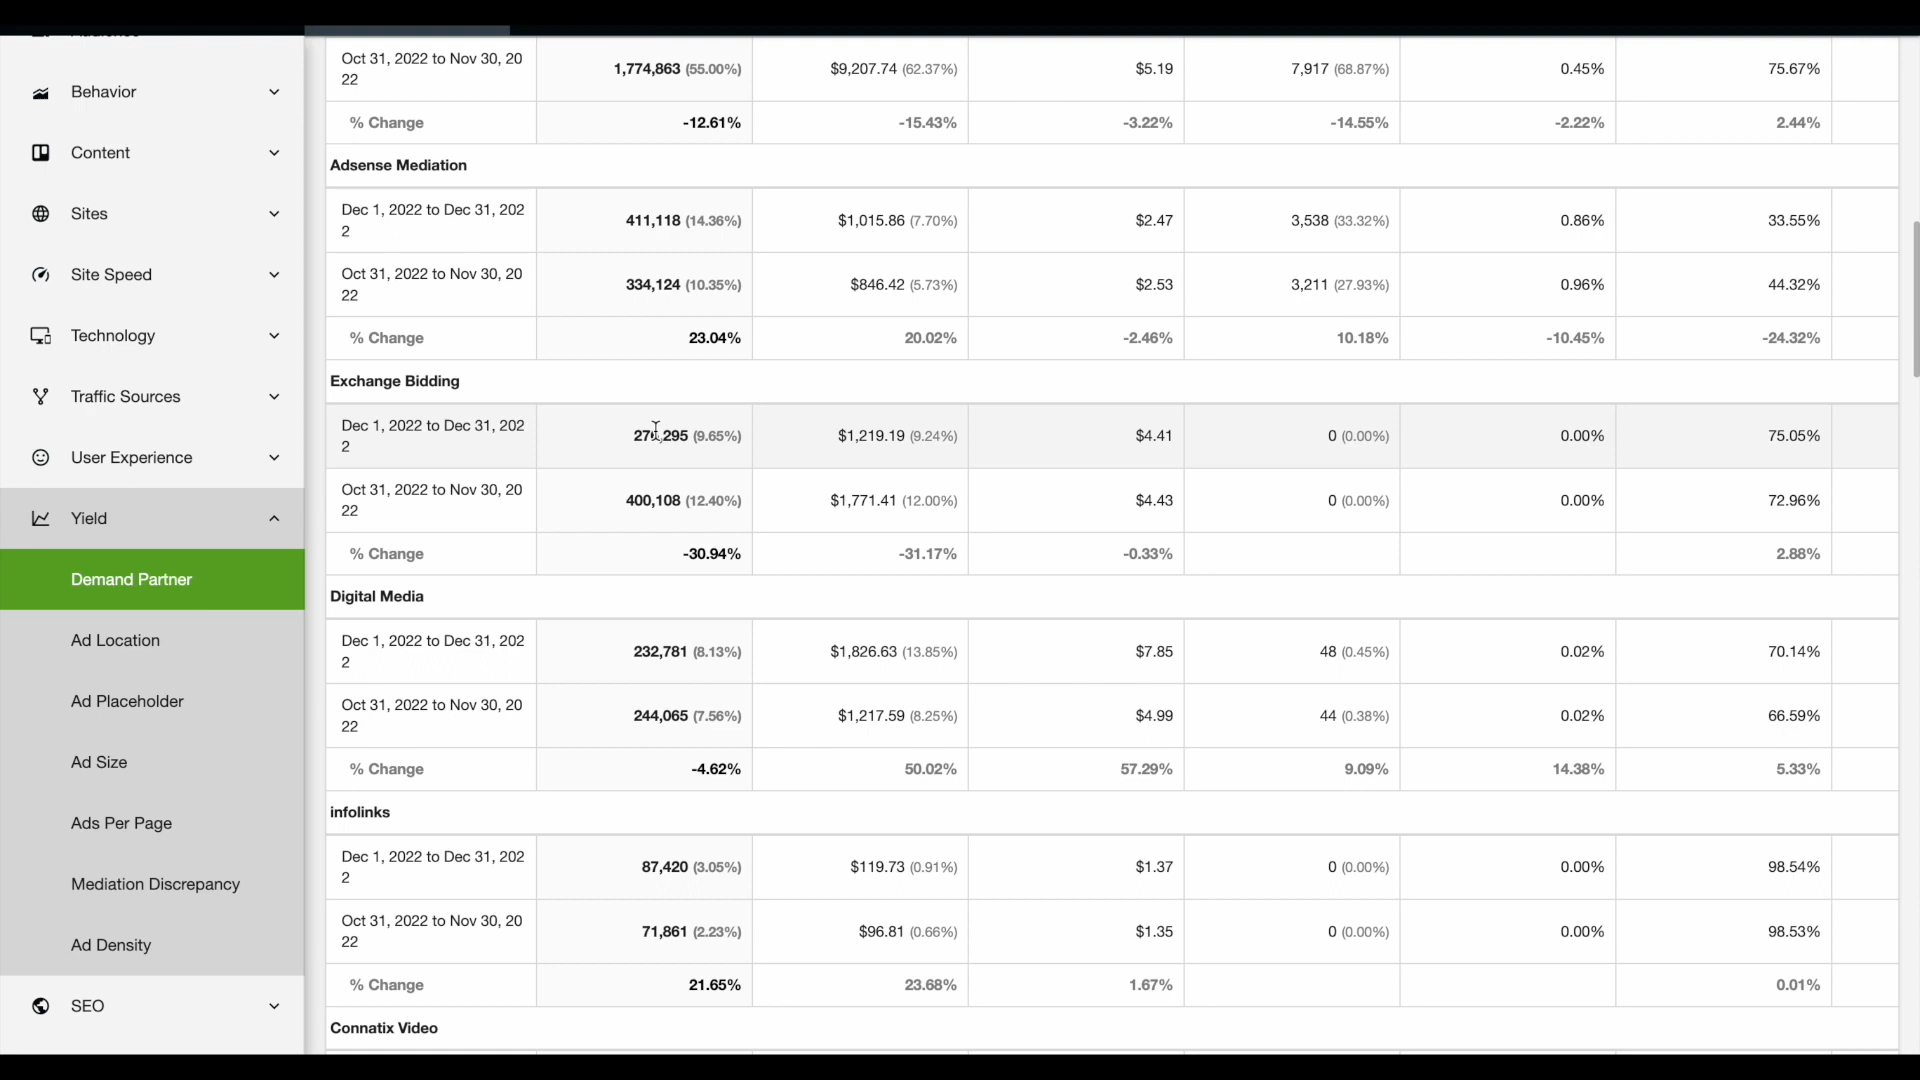 Behavior
Content
Sites
Site Speed
Technology
Traffic Sources
User Experience
Yield
Demand Partner
Ad Location
Ad Placeholder
Ad Size
Ads Per Page
Mediation Discrepancy
Ad Density
SEO
Oct 31, 2022 to Nov 30, 20
22
1,774,863 (55.00%) $9,207.74 (62.37%) $5.19 7,917 (68.87%) 0.45% 75.67%
% Change -12.61% -15.43% -3.22% -14.55% -2.22% 2.44%
Adsense Mediation
Dec 1, 2022 to Dec 31, 202
2
411,118 (14.36%) $1,015.86 (7.70%) $2.47 3,538 (33.32%) 0.86% 33.55%
Oct 31, 2022 to Nov 30, 20
22
334,124 (10.35%) $846.42 (5.73%) $2.53 3,211 (27.93%) 0.96% 44.32%
% Change 23.04% 20.02% -2.46% 10.18% -10.45% -24.32%
Exchange Bidding
Dec 1, 2022 to Dec 31, 202
2
(9.65%) $1,219.19 (9.24%) $4.41 0 (0.00%) 0.00% 75.05%
Oct 31, 2022 to Nov 30, 20
22
400,108 (12.40%) $1,771.41 (12.00%) $4.43 0 (0.00%) 0.00% 72.96%
% Change -30.94% -31.17% -0.33% 2.88%
Digital Media
Dec 1, 2022 to Dec 31, 202
2
232,781 (8.13%) $1,826.63 (13.85%) $7.85 48 (0.45%) 0.02% 70.14%
Oct 31, 2022 to Nov 30, 20
22
244,065 (7.56%) $1,217.59 (8.25%) $4.99 44 (0.38%) 0.02% 66.59%
% Change -4.62% 50.02% 57.29% 9.09% 14.38% 5.33%
infolinks
Dec 1, 2022 to Dec 31, 202
2
87,420 (3.05%) $119.73 (0.91%) $1.37 0 (0.00%) 0.00% 98.54%
Oct 31, 2022 to Nov 30, 20
22
71,861 (2.23%) $96.81 (0.66%) $1.35 0 (0.00%) 0.00% 98.53%
% Change 21.65% 23.68% 1.67% 0.01%
Connatix Video